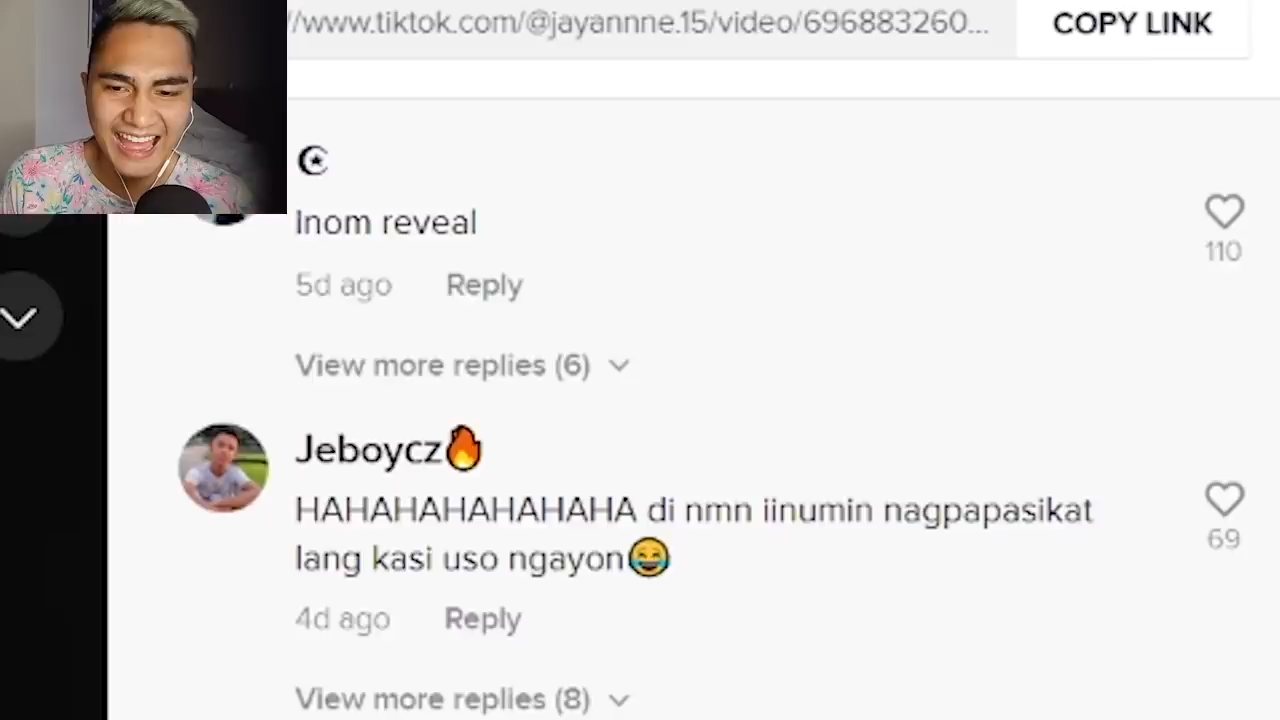 //www.tiktok.com/@jayannne.15/video/696883260...
COPY LINK
Inom reveal
110
5d ago Reply
View more replies (6)
Jeboycz🔥
HAHAHAHAHAHAHA di nmn iinumin nagpapasikat
lang kasi uso ngayon😂
69
4d ago Reply
View more replies (8)